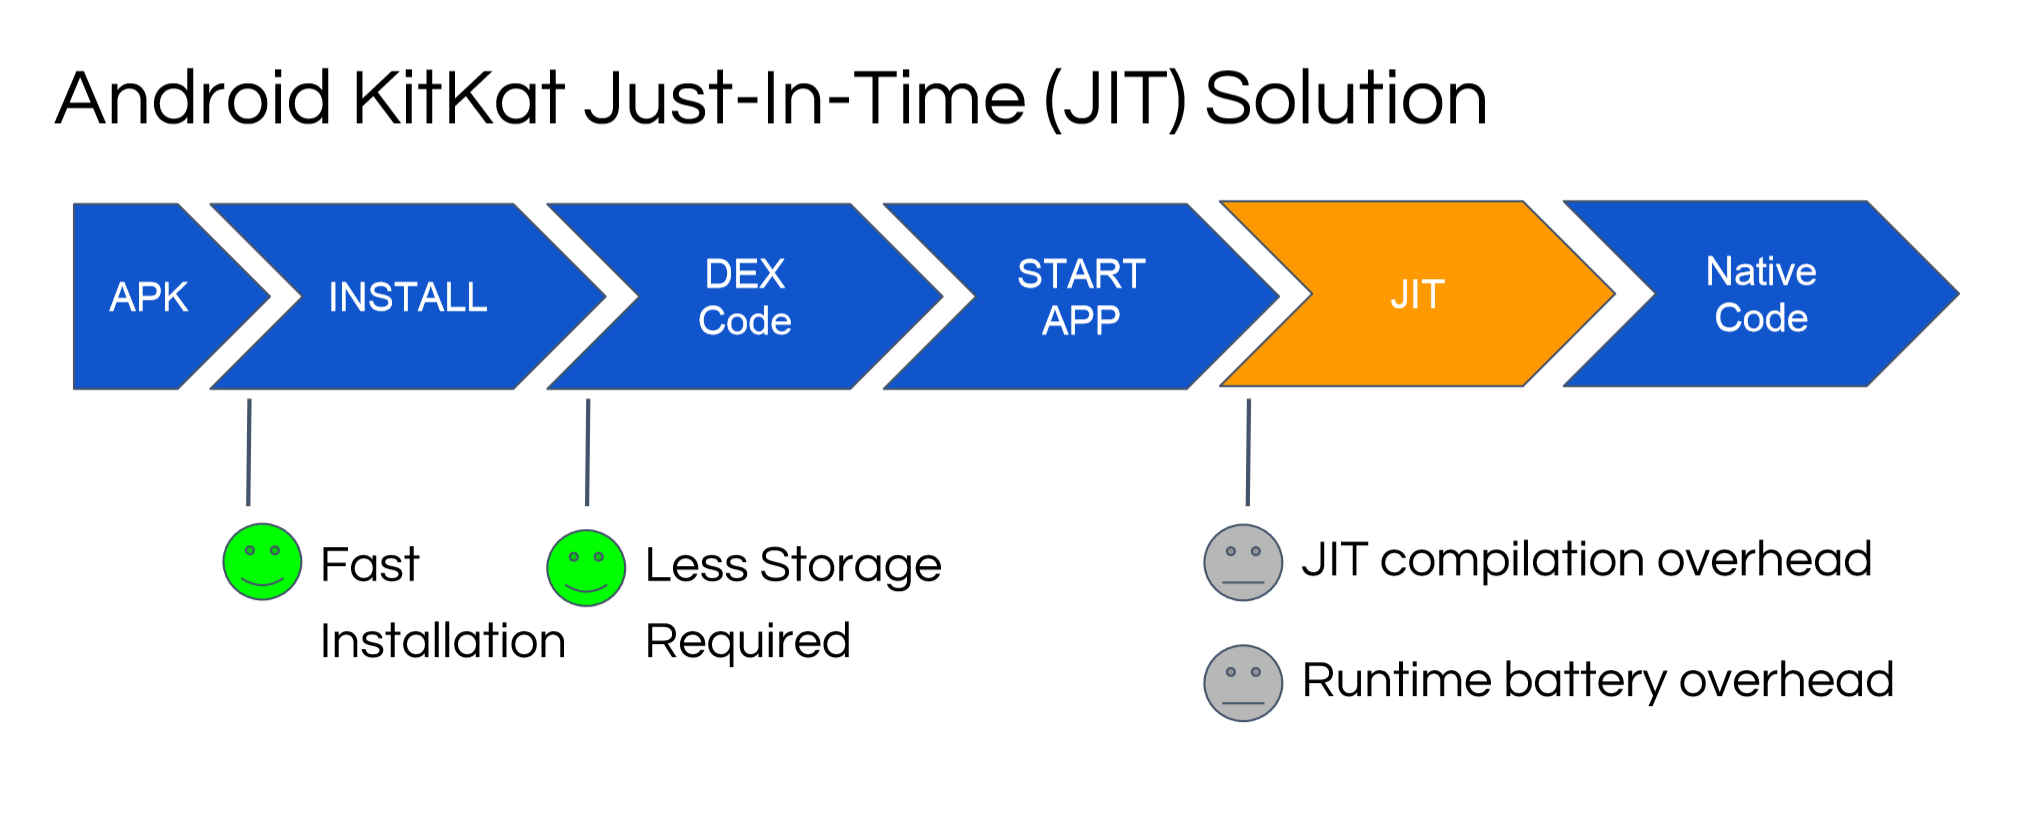 Android KitKat Just-In-Time (JIT) Solution
APK
INSTALL
DEX
Code
START
APP
JIT
Native
Code
Fast
Installation
Less Storage
Required
JIT compilation overhead
Runtime battery overhead